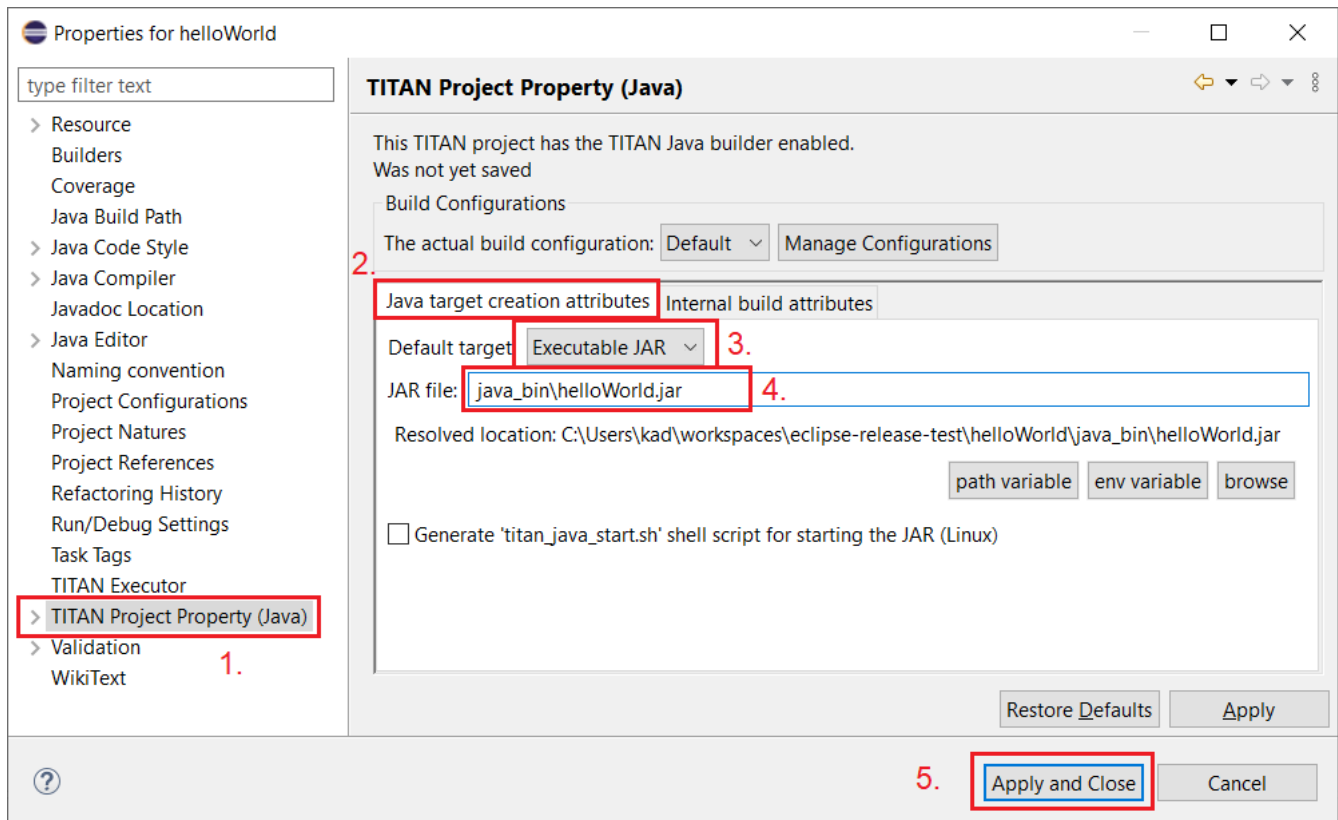 Properties for helloWorld
type filter text
Resource
Builders
Coverage
Java Build Path
Java Code Style
Java Compiler
Javadoc Location
Java Editor
Naming convention
Project Configurations
Project Natures
Project References
Refactoring History
Run/Debug Settings
Task Tags
TITAN Executor
TITAN Project Property (Java)
Validation
1.
WikiText
TITAN Project Property (Java)
This TITAN project has the TITAN Java builder enabled.
Was not yet saved
Build Configurations
The actual build configuration: Default Manage Configurations
2.
Java target creation attributes Internal build attributes
Default target Executable JAR 3.
JAR file: java_bin\helloWorld.jar 4.
Resolved location: C:\Users\kad\workspaces\eclipse-release-test\helloWorld\java_bin\helloWorld.jar
path variable env variable browse
Generate 'titan_java_start.sh' shell script for starting the JAR (Linux)
Restore Defaults Apply
? 5. Apply and Close Cancel